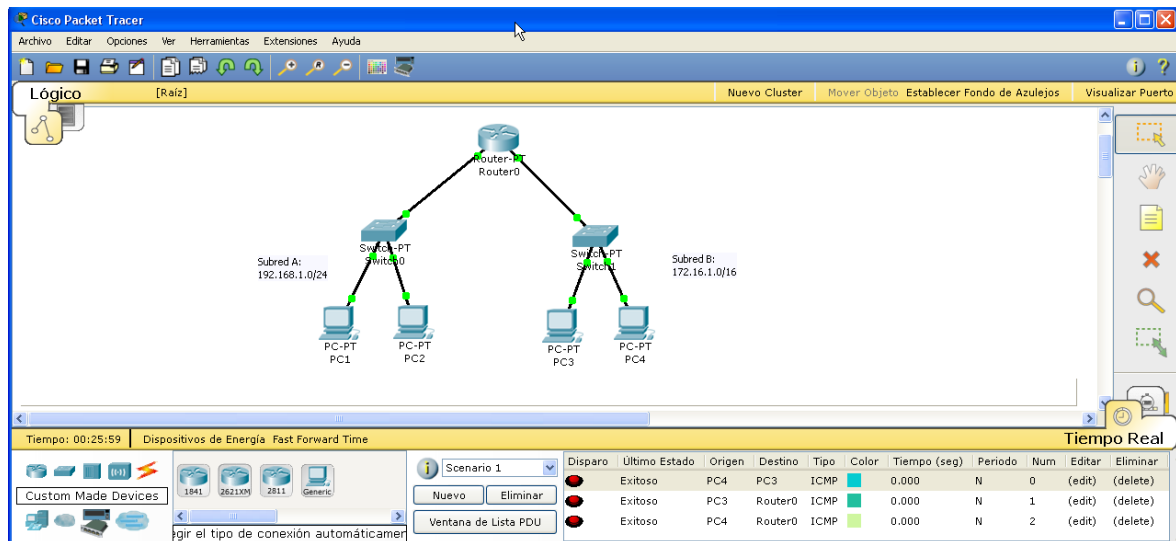 Cisco Packet Tracer
Archivo Editar Opciones Ver Herramientas Extensiones Ayuda
Lógico [Raíz] Nuevo Cluster Mover Objeto Establecer Fondo de Azulejos Visualizar Puerto
Router-PT
Router0
Switch-PT
Switch0
Switch-PT
Switch1
Subred A:
192.168.1.0/24
Subred B:
172.16.1.0/16
PC-PT
PC1
PC-PT
PC2
PC-PT
PC3
PC-PT
PC4
Tiempo: 00:25:59 Dispositivos de Energía Fast Forward Time Tiempo Real
Custom Made Devices
1841 2621XM 2811 Generic
egir el tipo de conexión automáticamer
Scenario 1
Nuevo Eliminar
Ventana de Lista PDU
Disparo Último Estado Origen Destino Tipo Color Tiempo (seg) Periodo Num Editar Eliminar
Exitoso PC4 PC3 ICMP 0.000 N 0 (edit) (delete)
Exitoso PC3 Router0 ICMP 0.000 N 1 (edit) (delete)
Exitoso PC4 Router0 ICMP 0.000 N 2 (edit) (delete)